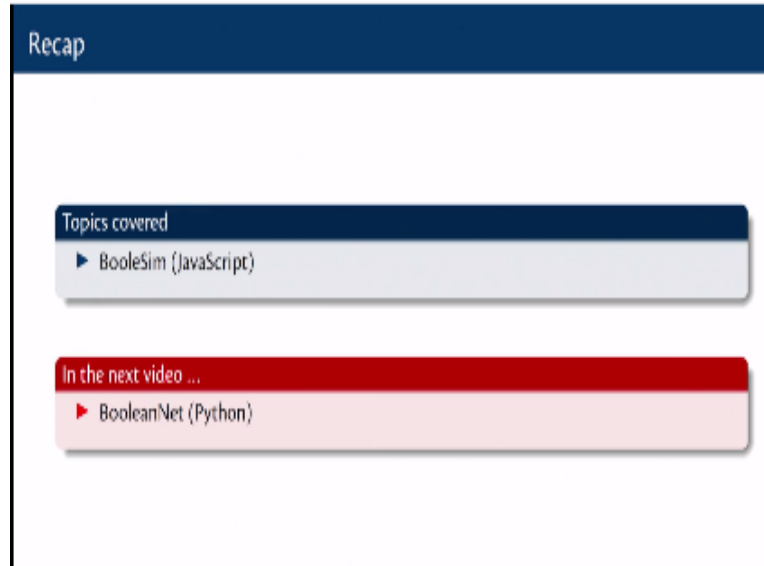 Recap
Topics covered
BooleSim (JavaScript)
In the next video ...
BooleanNet (Python)